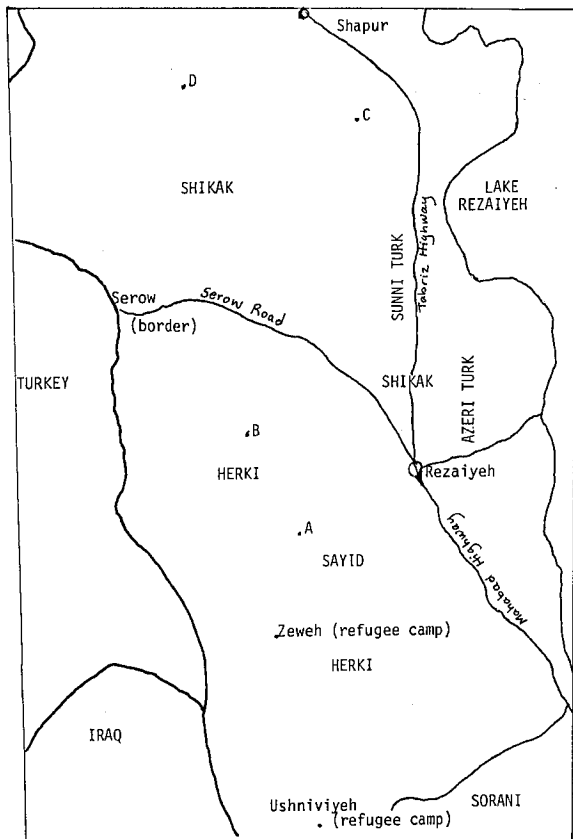 Shapur
D
C
SHIKAK
LAKE
REZAIYEH
SUNNI TURK
Tabriz Highway
Serow
(border)
Serow Road
TURKEY
SHIKAK
AZERI TURK
B
HERKI
Rezaiyeh
A
SAYID
Mahabad Highway
Zeweh (refugee camp)
HERKI
IRAQ
Ushniviyeh
(refugee camp)
SORANI